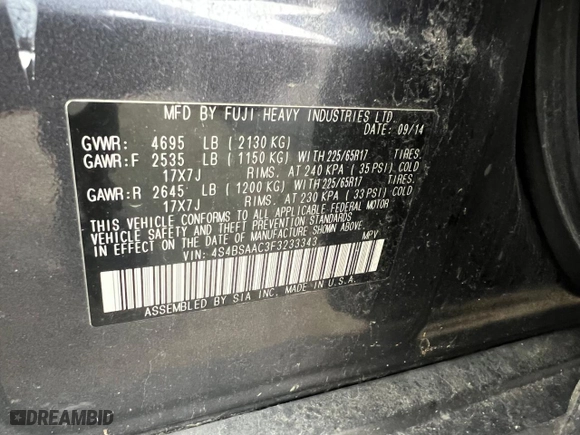 MFD BY FUJI HEAVY INDUSTRIES LTD.
DATE: 09/14
GVWR: 4695 LB ( 2130 KG)
GAWR:F 2535 LB ( 1150 KG) WITH 225/65R17 TIRES,
17X7J RIMS, AT 240 KPA ( 35 PSI) COLD
GAWR:R 2645 LB ( 1200 KG) WITH 225/65R17 TIRES,
17X7J RIMS, AT 230 KPA ( 33 PSI) COLD
THIS VEHICLE CONFORMS TO ALL APPLICABLE FEDERAL MOTOR
VEHICLE SAFETY AND THEFT PREVENTION STANDARDS
IN EFFECT ON THE DATE OF MANUFACTURE SHOWN ABOVE.
VIN: 4S4BSAAC3F3233343 MPV
ASSEMBLED BY SIA INC. MADE IN U.S.A.
DREAMBID